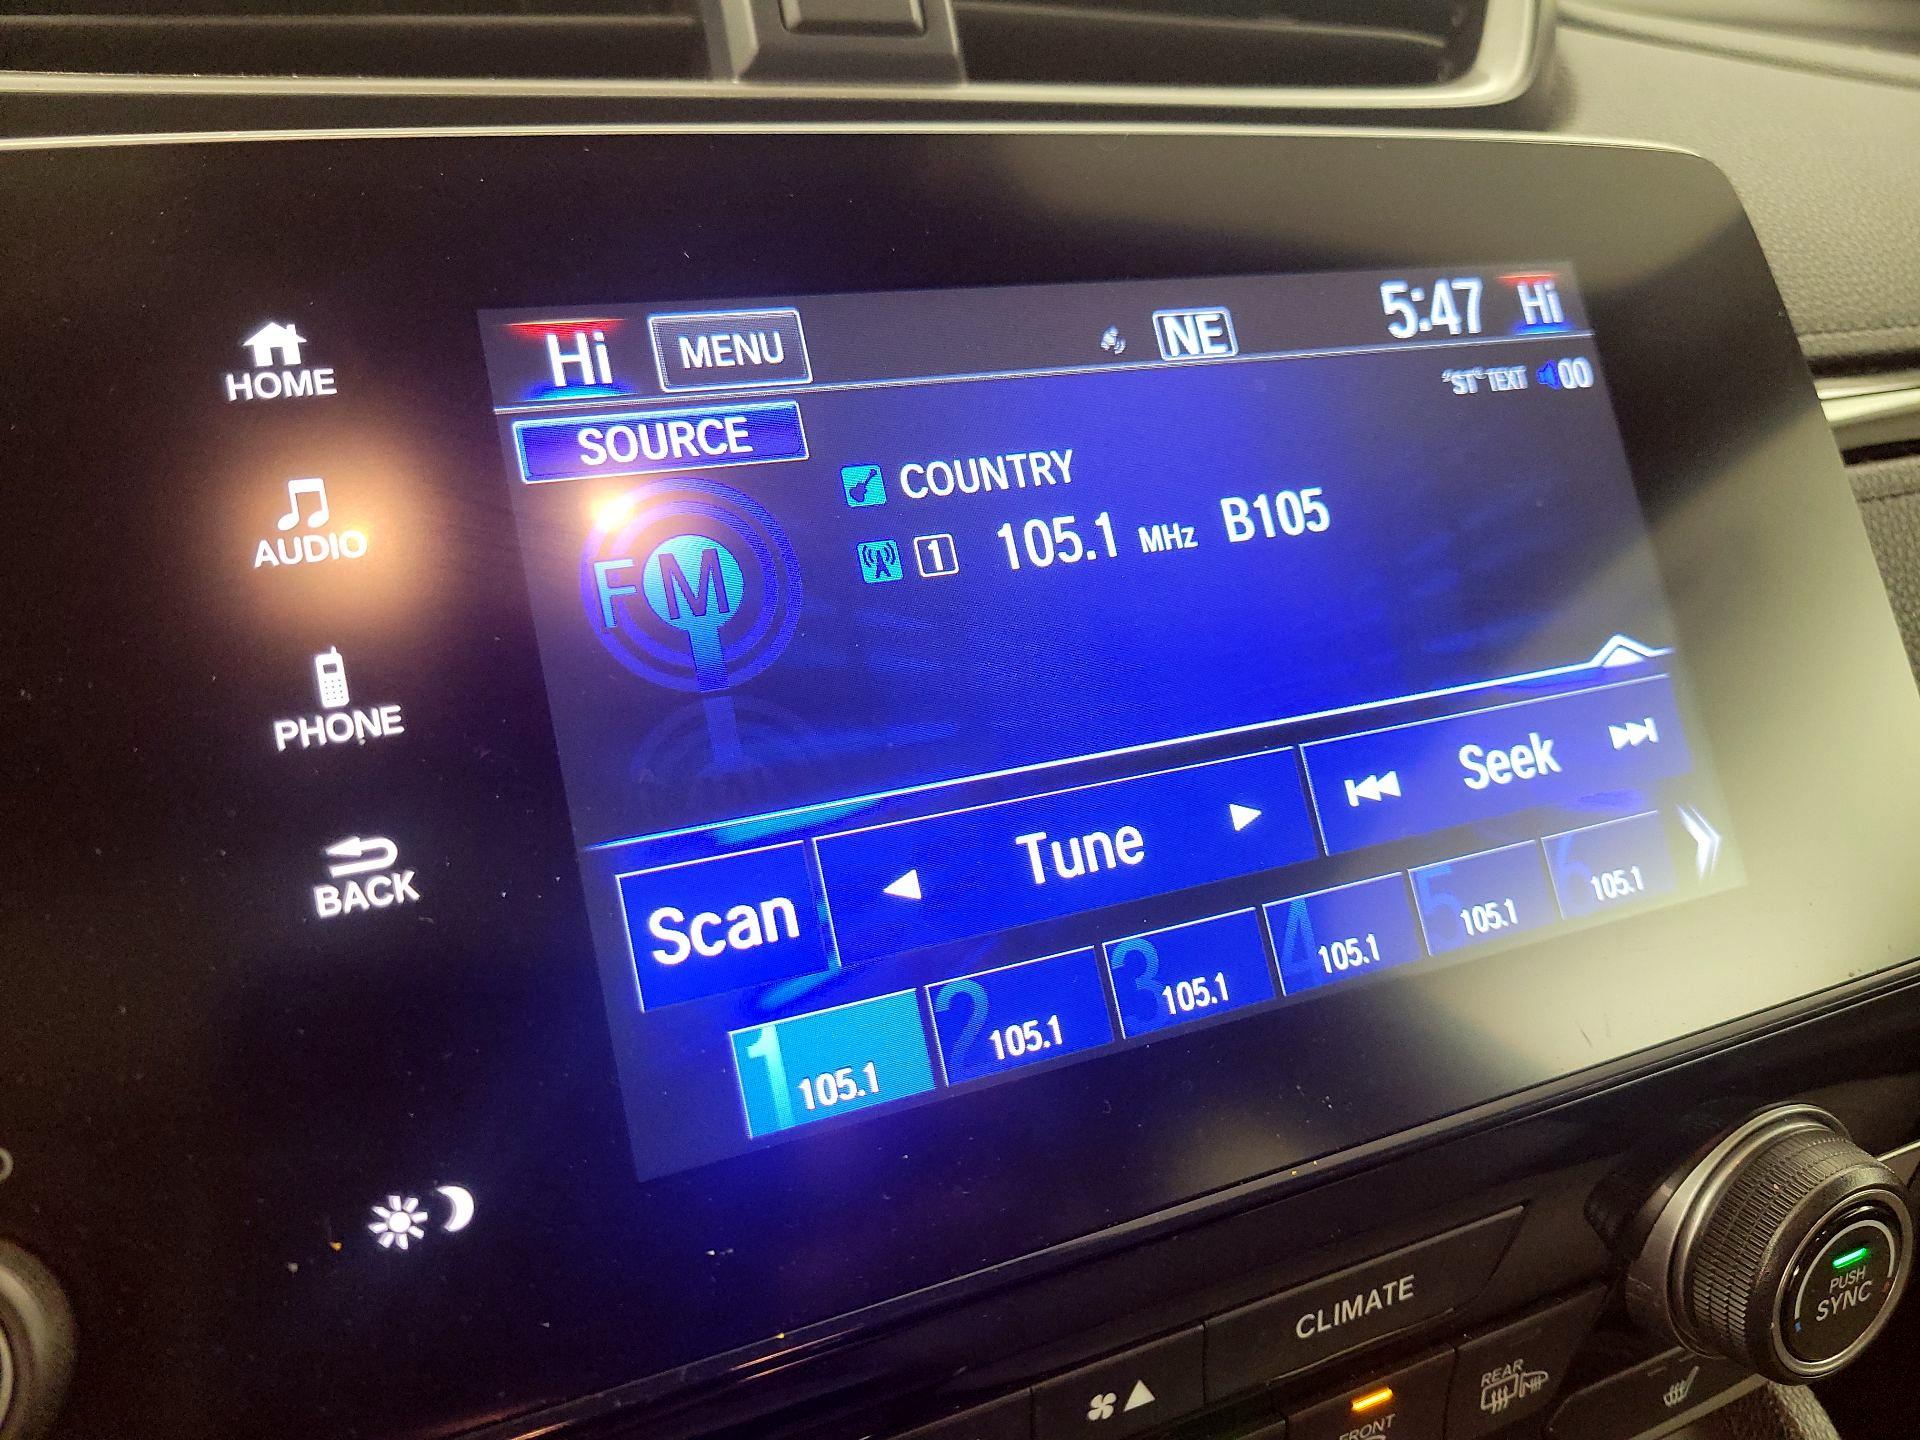 Hi MENU NE 5:47 Hi
"ST" TEXT 00
SOURCE
COUNTRY
1 105.1 MHz B105
FM
HOME
AUDIO
PHONE
BACK
Scan Tune Seek
1 105.1
2 105.1
3 105.1
4 105.1
5 105.1
6 105.1
CLIMATE
PUSH
SYNC
REAR
FRONT